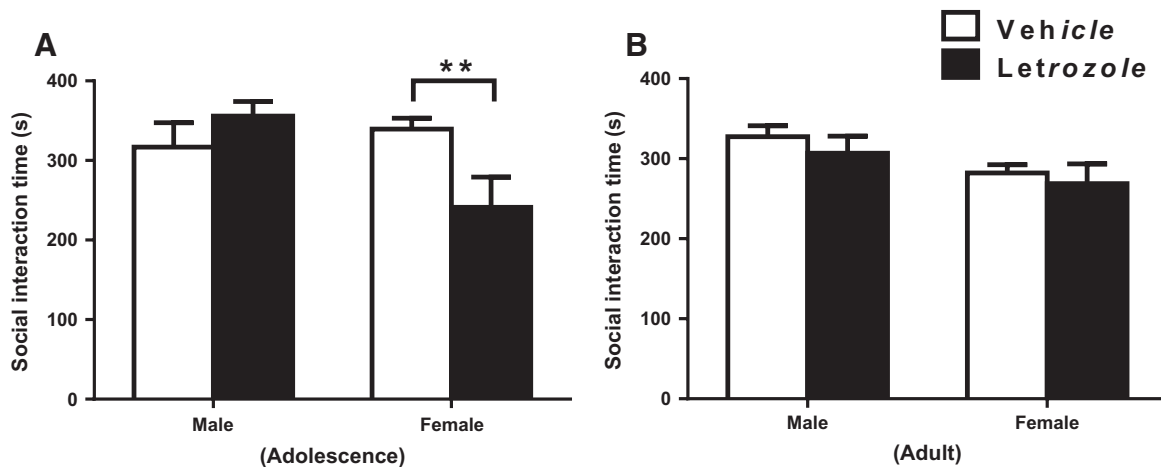 A
B
Vehicle
Letrozole
**
Social interaction time (s)
400
300
200
100
0
Male
Female
(Adolescence)
Social interaction time (s)
400
300
200
100
0
Male
Female
(Adult)